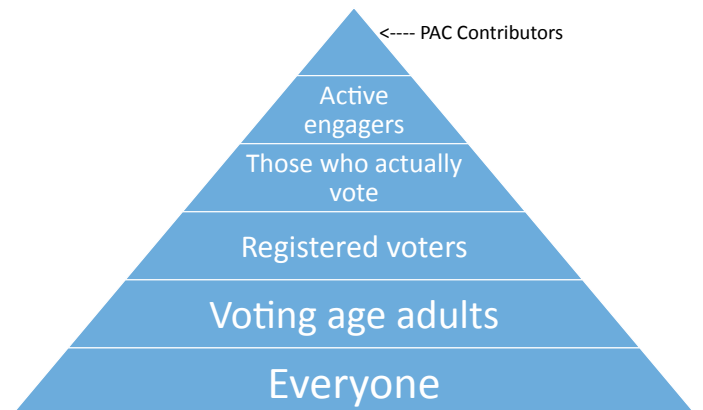 <---- PAC Contributors
Active
engagers
Those who actually
vote
Registered voters
Voting age adults
Everyone